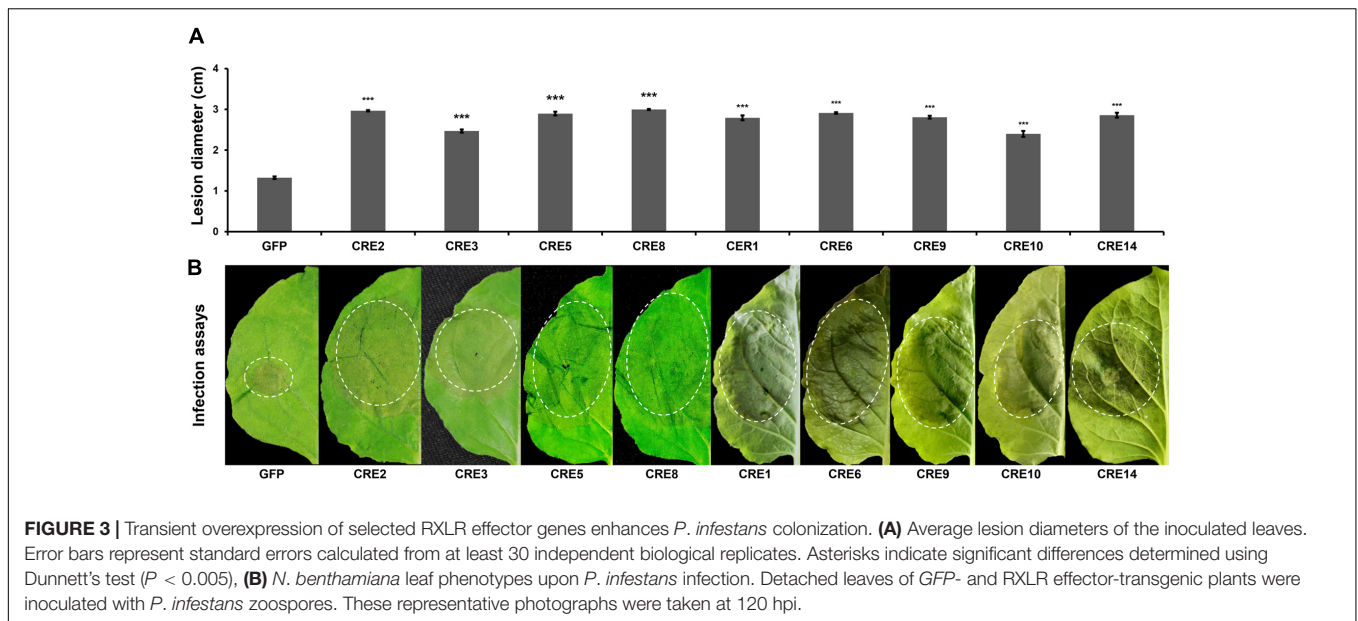 A
Lesion diameter (cm)
4
3
2
1
0
***
***
***
***
***
***
***
***
***
GFP CRE2 CRE3 CRE5 CRE8 CER1 CRE6 CRE9 CRE10 CRE14
B
Infection assays
GFP CRE2 CRE3 CRE5 CRE8 CRE1 CRE6 CRE9 CRE10 CRE14
FIGURE 3 | Transient overexpression of selected RXLR effector genes enhances P. infestans colonization. (A) Average lesion diameters of the inoculated leaves.
Error bars represent standard errors calculated from at least 30 independent biological replicates. Asterisks indicate significant differences determined using
Dunnett's test (P < 0.005), (B) N. benthamiana leaf phenotypes upon P. infestans infection. Detached leaves of GFP- and RXLR effector-transgenic plants were
inoculated with P. infestans zoospores. These representative photographs were taken at 120 hpi.